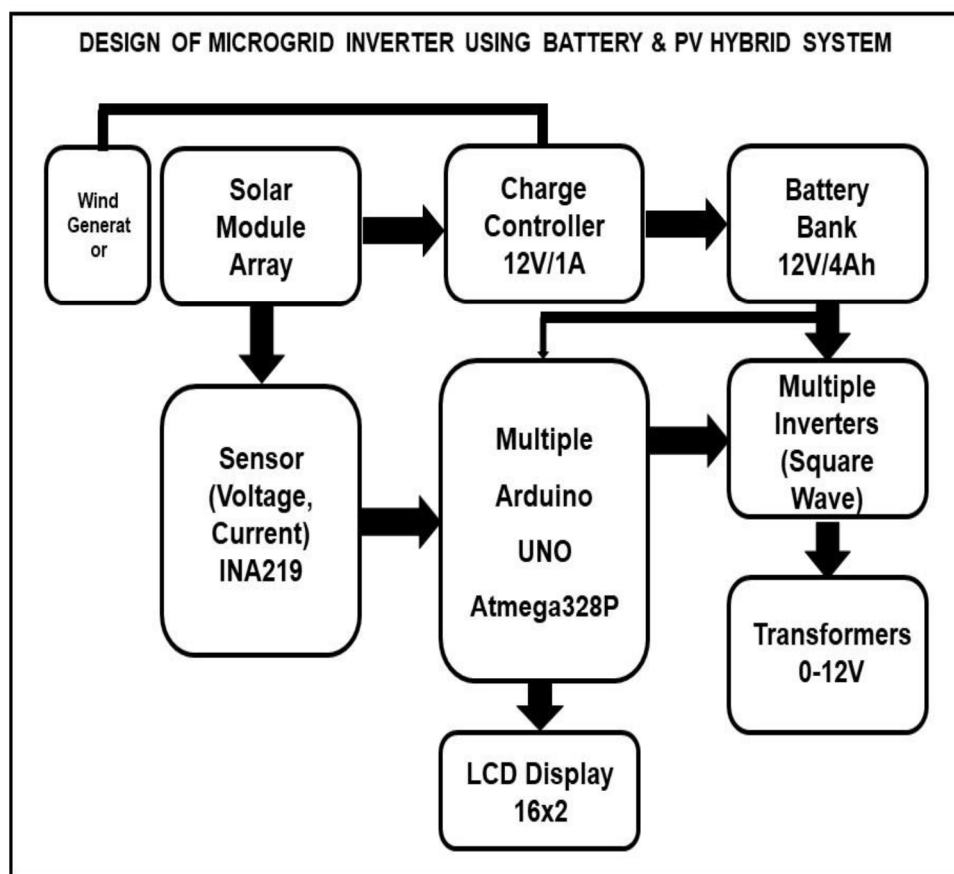 DESIGN OF MICROGRID INVERTER USING BATTERY & PV HYBRID SYSTEM
Wind
Generat
or
Solar
Module
Array
Charge
Controller
12V/1A
Battery
Bank
12V/4Ah
Sensor
(Voltage,
Current)
INA219
Multiple
Arduino
UNO
Atmega328P
Multiple
Inverters
(Square
Wave)
Transformers
0-12V
LCD Display
16x2